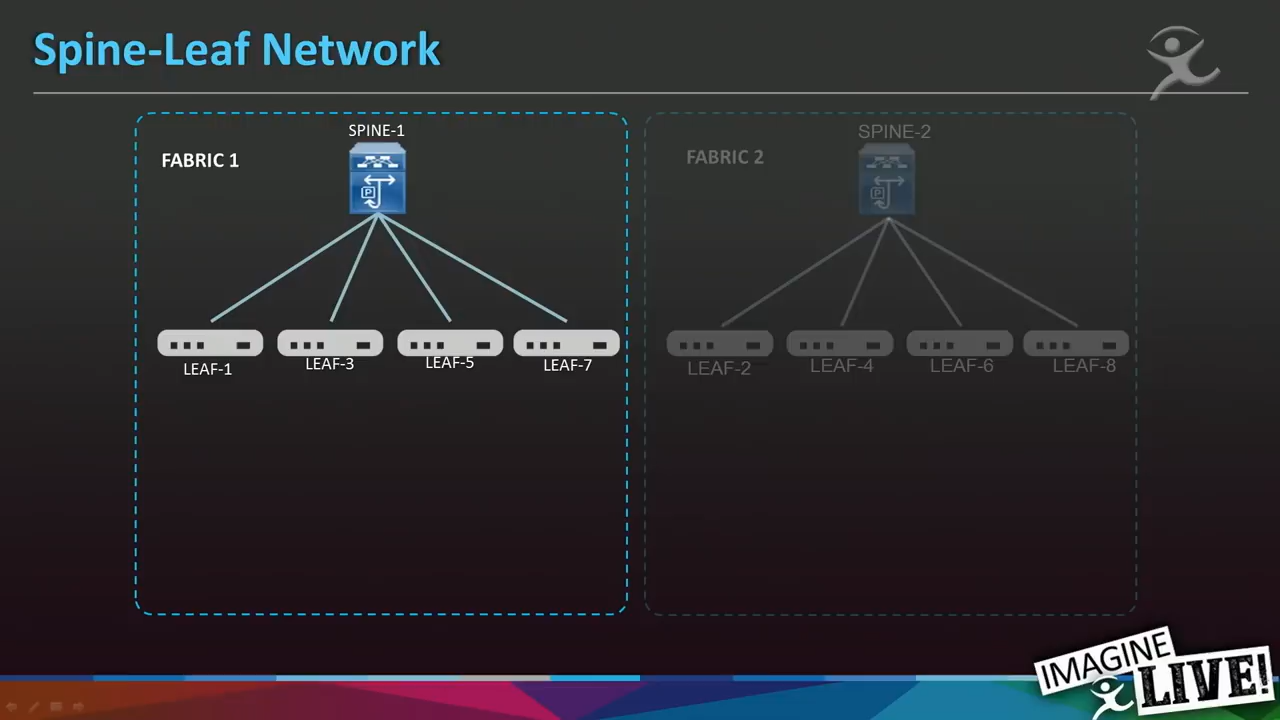 Spine-Leaf Network
SPINE-1
FABRIC 1
P
LEAF-1
LEAF-3
LEAF-5
LEAF-7
SPINE-2
FABRIC 2
P
LEAF-2
LEAF-4
LEAF-6
LEAF-8
IMAGINE
LIVE!